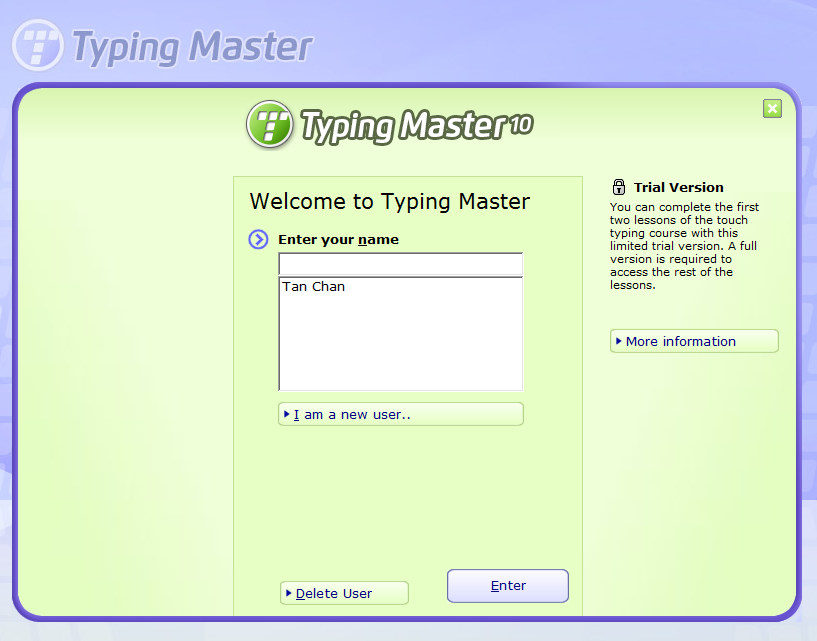 Typing Master
Typing Master 10
Welcome to Typing Master
Enter your name
Tan Chan
I am a new user..
Delete User
Enter
Trial Version
You can complete the first
two lessons of the touch
typing course with this
limited trial version. A full
version is required to
access the rest of the
lessons.
More information